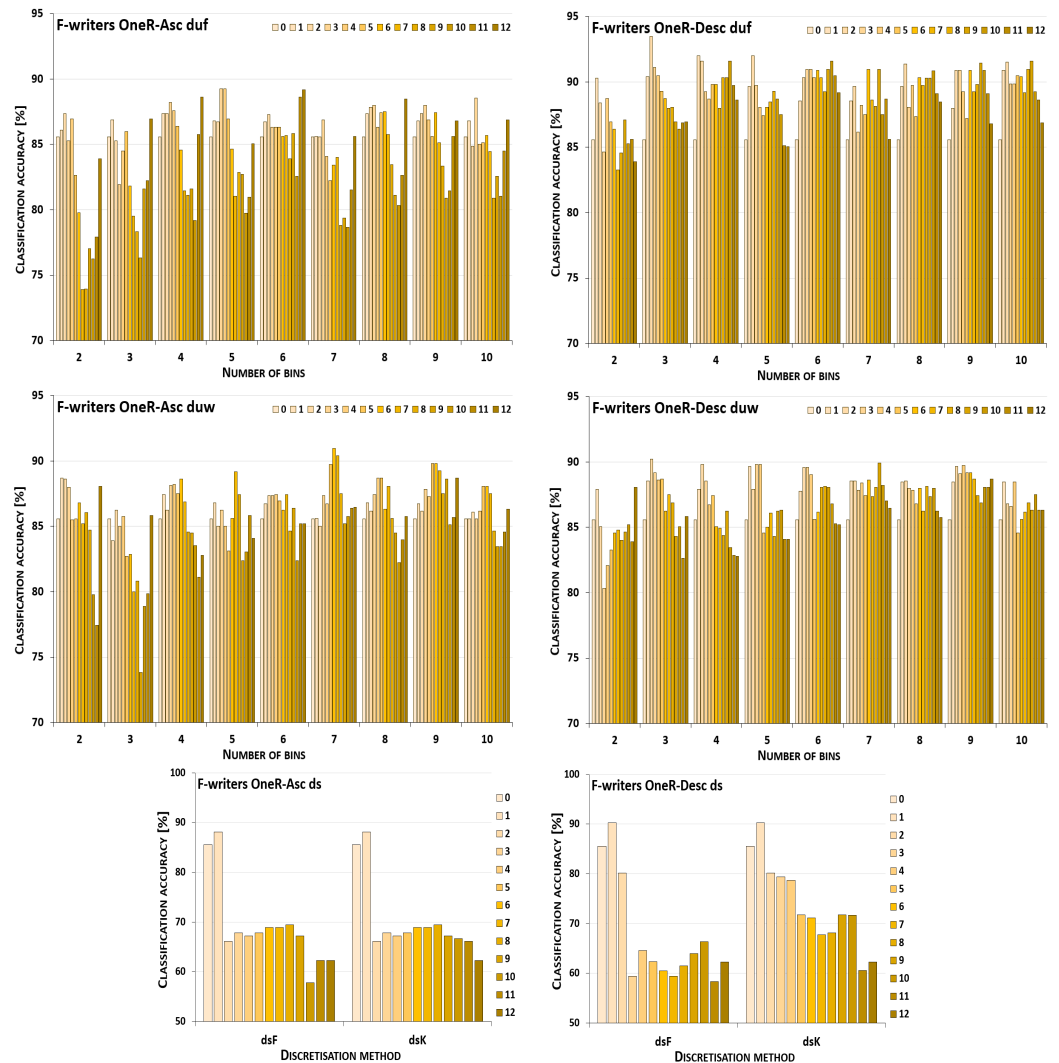 F-writers OneR-Asc duf
0 1 2 3 4 5 6 7 8 9 10 11 12
CLASSIFICATION ACCURACY [%]
95
90
85
80
75
70
2 3 4 5 6 7 8 9 10
NUMBER OF BINS
F-writers OneR-Desc duf
0 1 2 3 4 5 6 7 8 9 10 11 12
CLASSIFICATION ACCURACY [%]
95
90
85
80
75
70
2 3 4 5 6 7 8 9 10
NUMBER OF BINS
F-writers OneR-Asc duw
0 1 2 3 4 5 6 7 8 9 10 11 12
CLASSIFICATION ACCURACY [%]
95
90
85
80
75
70
2 3 4 5 6 7 8 9 10
NUMBER OF BINS
F-writers OneR-Desc duw
0 1 2 3 4 5 6 7 8 9 10 11 12
CLASSIFICATION ACCURACY [%]
95
90
85
80
75
70
2 3 4 5 6 7 8 9 10
NUMBER OF BINS
F-writers OneR-Asc ds
CLASSIFICATION ACCURACY [%]
100
90
80
70
60
50
0
1
2
3
4
5
6
7
8
9
10
11
12
dsF dsK
DISCRETISATION METHOD
F-writers OneR-Desc ds
CLASSIFICATION ACCURACY [%]
100
90
80
70
60
50
0
1
2
3
4
5
6
7
8
9
10
11
12
dsF dsK
DISCRETISATION METHOD